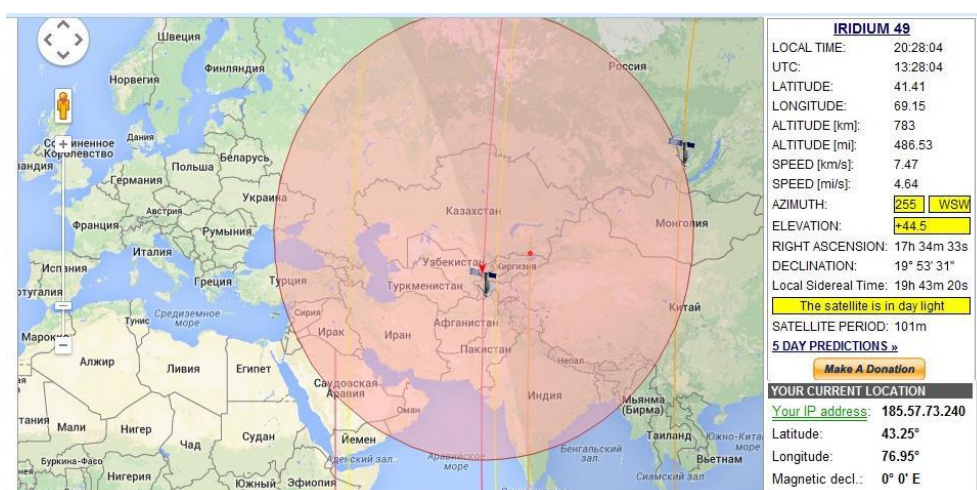 Швеция
Финляндия
Норвегия
Россия
Соединенное
Королевство
Дания
Беларусь
Польша
Германия
Украина
Австрия
Франция
Румыния
Италия
Испания
Греция
Турция
Португалия
Средиземное
море
Тунис
Сирия
Марокко
Ирак
Иран
Казахстан
Узбекистан
Киргизия
Туркменистан
Афганистан
Пакистан
Монголия
Китай
Непал
Индия
Мьянма
(Бирма)
Алжир
Ливия
Египет
Саудовская
Аравия
Оман
тания
Мали
Нигер
Чад
Судан
Йемен
Аденский зал.
Аравийское
море
Бенгальский
зал.
Таиланд
Южно-Кита
море
Вьетнам
Сиамский зал.
Буркина-Фасо
Нигерия
Южный
Эфиопия
IRIDIUM 49
LOCAL TIME: 20:28:04
UTC: 13:28:04
LATITUDE: 41.41
LONGITUDE: 69.15
ALTITUDE [km]: 783
ALTITUDE [mi]: 486.53
SPEED [km/s]: 7.47
SPEED [mi/s]: 4.64
AZIMUTH: 255 WSW
ELEVATION: +44.5
RIGHT ASCENSION: 17h 34m 33s
DECLINATION: 19° 53' 31"
Local Sidereal Time: 19h 43m 20s
The satellite is in day light
SATELLITE PERIOD: 101m
5 DAY PREDICTIONS »
Make A Donation
YOUR CURRENT LOCATION
Your IP address: 185.57.73.240
Latitude: 43.25°
Longitude: 76.95°
Magnetic decl.: 0° 0' E